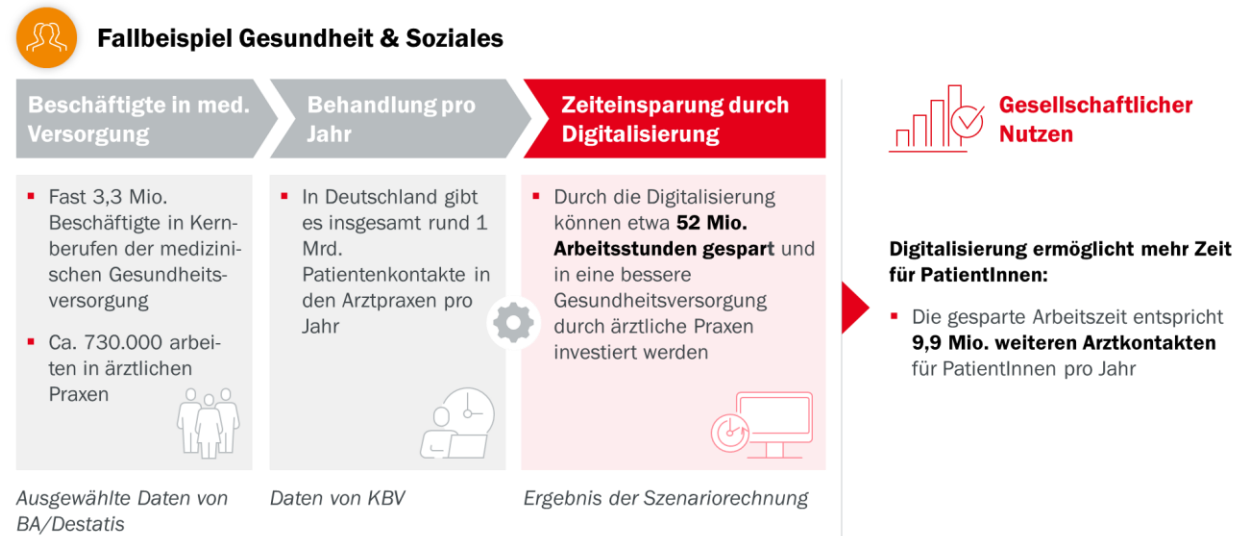 Fallbeispiel Gesundheit & Soziales
Beschäftigte in med.
Versorgung
Behandlung pro
Jahr
Zeiteinsparung durch
Digitalisierung
Gesellschaftlicher
Nutzen
▪ Fast 3,3 Mio.
Beschäftigte in Kern-
berufen der medizini-
schen Gesundheits-
versorgung
▪ Ca. 730.000 arbei-
ten in ärztlichen
Praxen
▪ In Deutschland gibt
es insgesamt rund 1
Mrd.
Patientenkontakte in
den Arztpraxen pro
Jahr
▪ Durch die Digitalisierung
können etwa 52 Mio.
Arbeitsstunden gespart und
in eine bessere
Gesundheitsversorgung
durch ärztliche Praxen
investiert werden
Digitalisierung ermöglicht mehr Zeit
für PatientInnen:
▪ Die gesparte Arbeitszeit entspricht
9,9 Mio. weiteren Arztkontakten
für PatientInnen pro Jahr
Ausgewählte Daten von
BA/Destatis
Daten von KBV
Ergebnis der Szenariorechnung